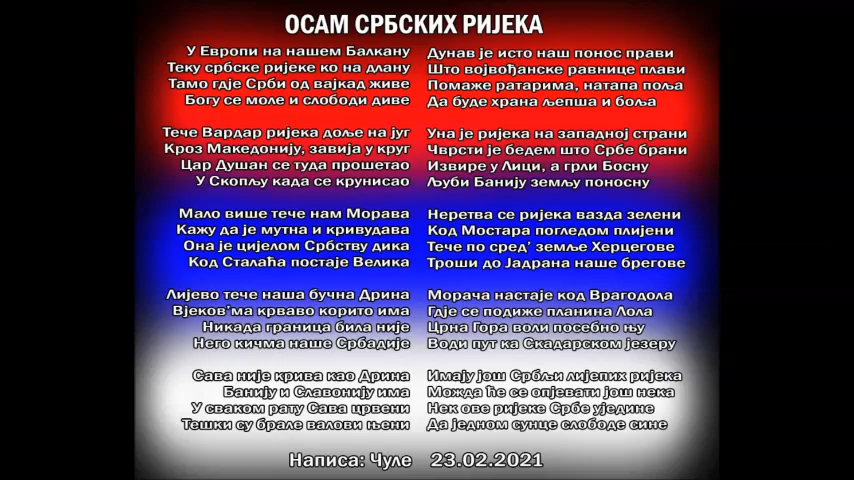 ОСАМ СРБСКИХ РИЈЕКА
У Европи на нашем Балкану
Теку србске ријеке ко на длану
Тамо гдје Срби од вајкад живе
Богу се моле и слободи диве
Тече Вардар ријека доље на југ
Кроз Македонију, завија у круг
Цар Душан се туда прошетао
У Скопљу када се крунисао
Мало више тече нам Морава
Кажу да је мутна и кривудава
Она је цијелом Србству дика
Код Сталаћа постаје Велика
Лијево тече наша бучна Дрина
Вјеков'ма крваво корито има
Никада граница била није
Него кичма наше Србадије
Сава није крива као Дрина
Банију и Славонију има
У сваком рату Сава црвени
Тешки су брале валови њени
Дунав је исто наш понос прави
Што војвођанске равнице плави
Помаже ратарима, натапа поља
Да буде храна љепша и боља
Уна је ријека на западној страни
Чврсти је бедем што Србе брани
Извире у Лици, а грли Босну
Љуби Банију земљу поносну
Неретва се ријека вазда зелени
Код Мостара погледом плијени
Тече по сред' земље Херцегове
Троши до Јадрана наше брегове
Морача настаје код Врагодола
Гдје се подиже планина Лола
Црна Гора воли посебно њу
Води пут ка Скадарском језеру
Имају још Србљи лијепих ријека
Можда ће се опјевати још нека
Нек ове ријеке Србе уједине
Да једном сунце слободе сине
Написа: Чуле 23.02.2021